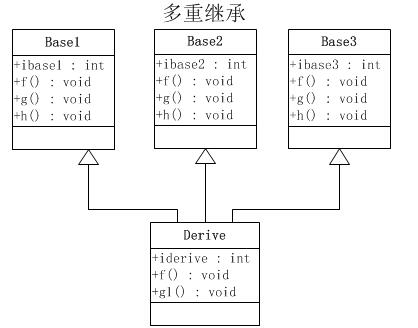 多重继承
Base1
+ibase1 : int
+f() : void
+g() : void
+h() : void
Base2
+ibase2 : int
+f() : void
+g() : void
+h() : void
Base3
+ibase3 : int
+f() : void
+g() : void
+h() : void
Derive
+iderive : int
+f() : void
+g1() : void